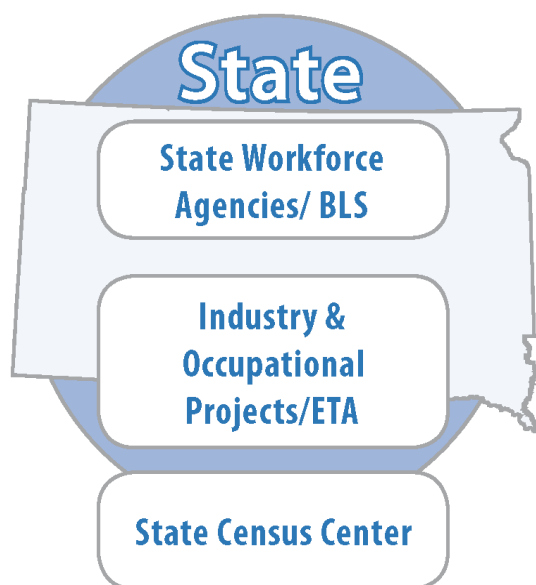 State
State Workforce
Agencies/ BLS
Industry &
Occupational
Projects/ETA
State Census Center